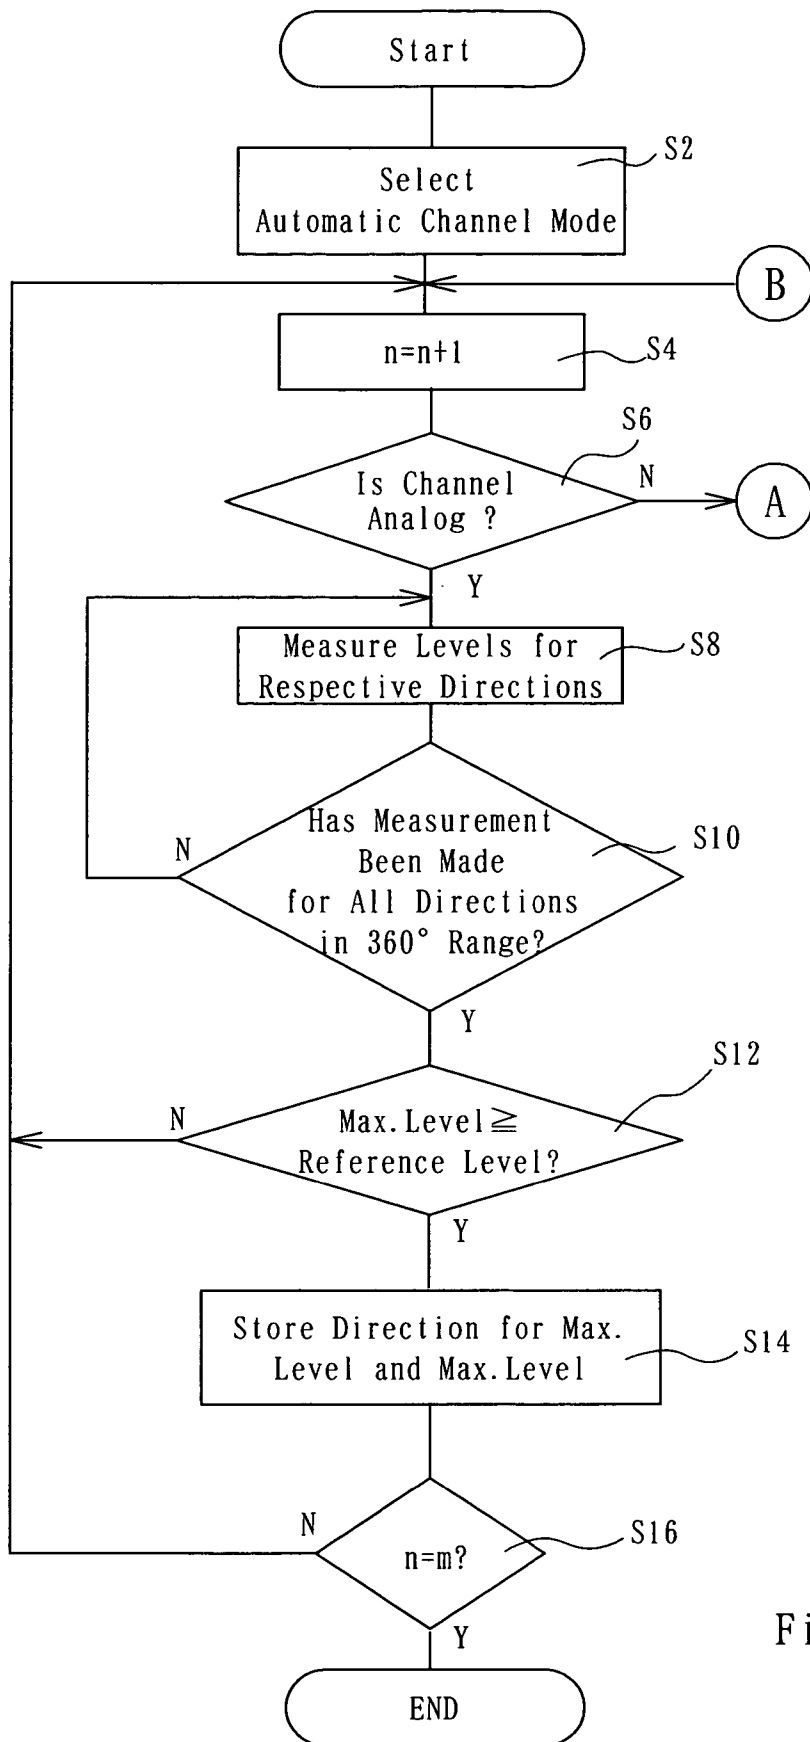 Start
S2
Select
Automatic Channel Mode
B
n=n+1
S4
S6
Is Channel
Analog ?
N
A
Y
Measure Levels for
Respective Directions
S8
Has Measurement
Been Made
for All Directions
in 360° Range?
N
S10
Y
S12
N
Max.Level≧
Reference Level?
Y
Store Direction for Max.
Level and Max.Level
S14
N
n=m?
S16
Y
Fi
END